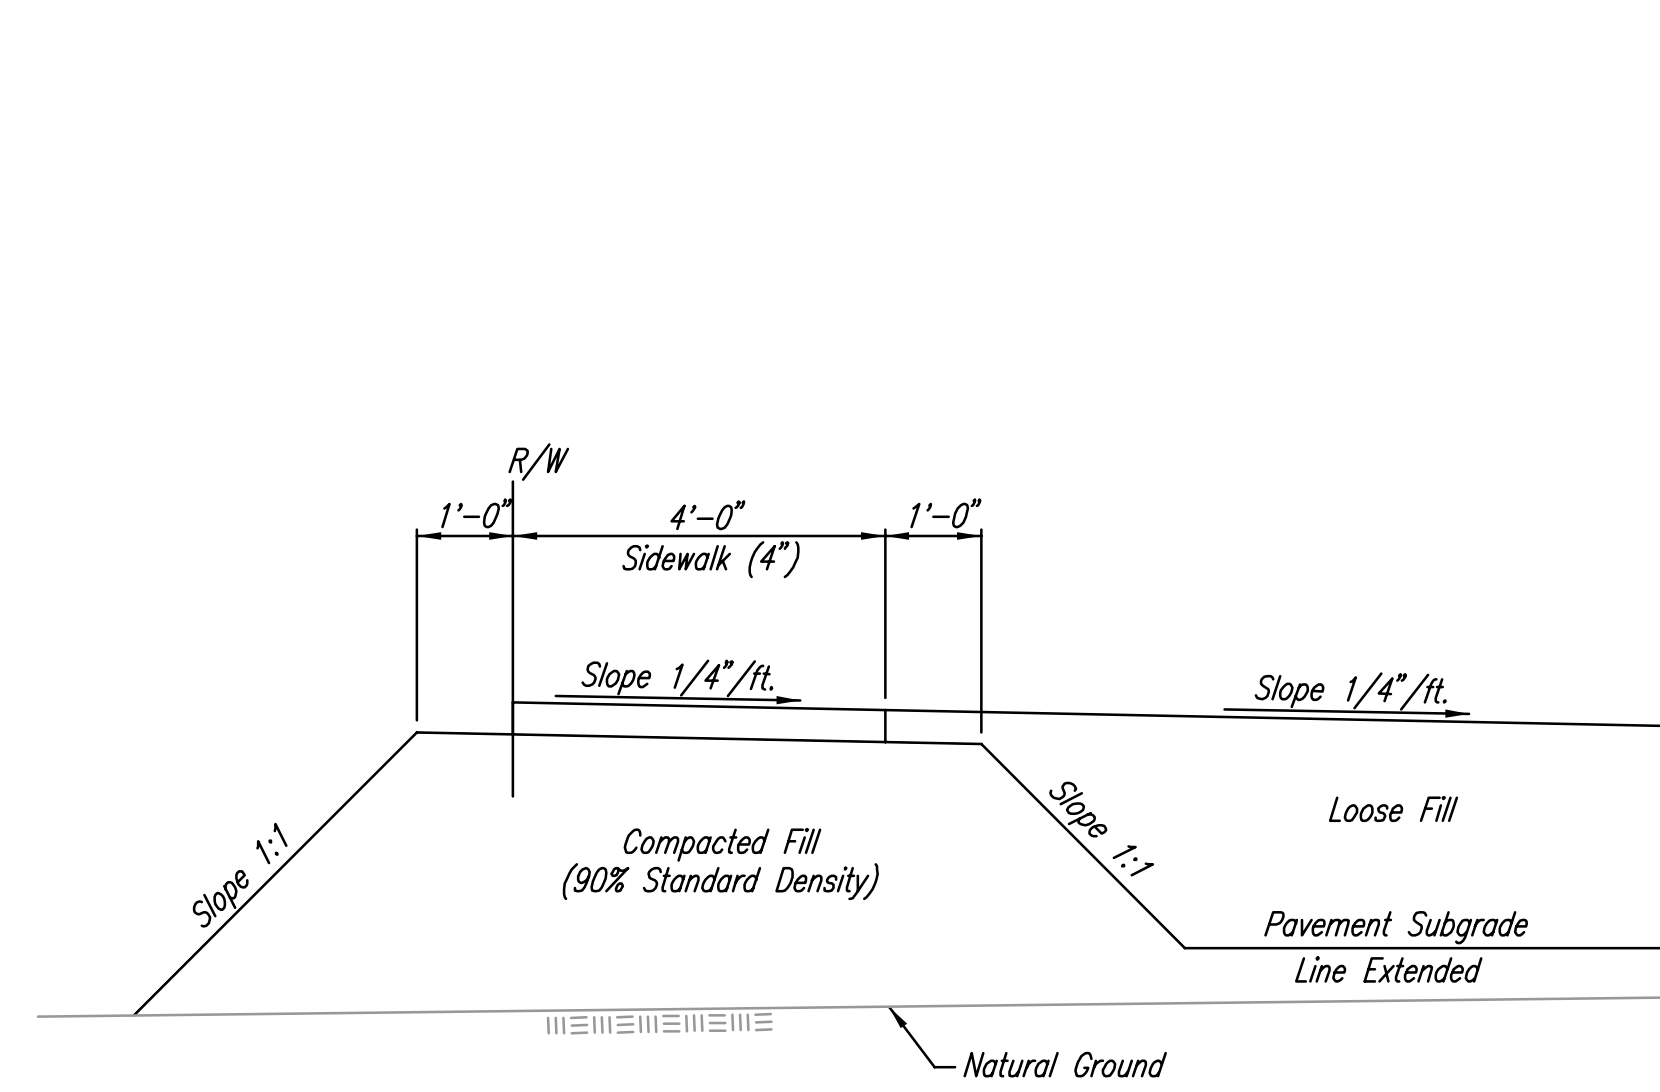 R/W
1'-0"
4'-0"
1'-0"
Sidewalk (4")
Slope 1/4"/ft.
Slope 1/4"/ft.
Slope 1:1
Slope 1:1
Loose Fill
Compacted Fill
(90% Standard Density)
Pavement Subgrade
Line Extended
Natural Ground